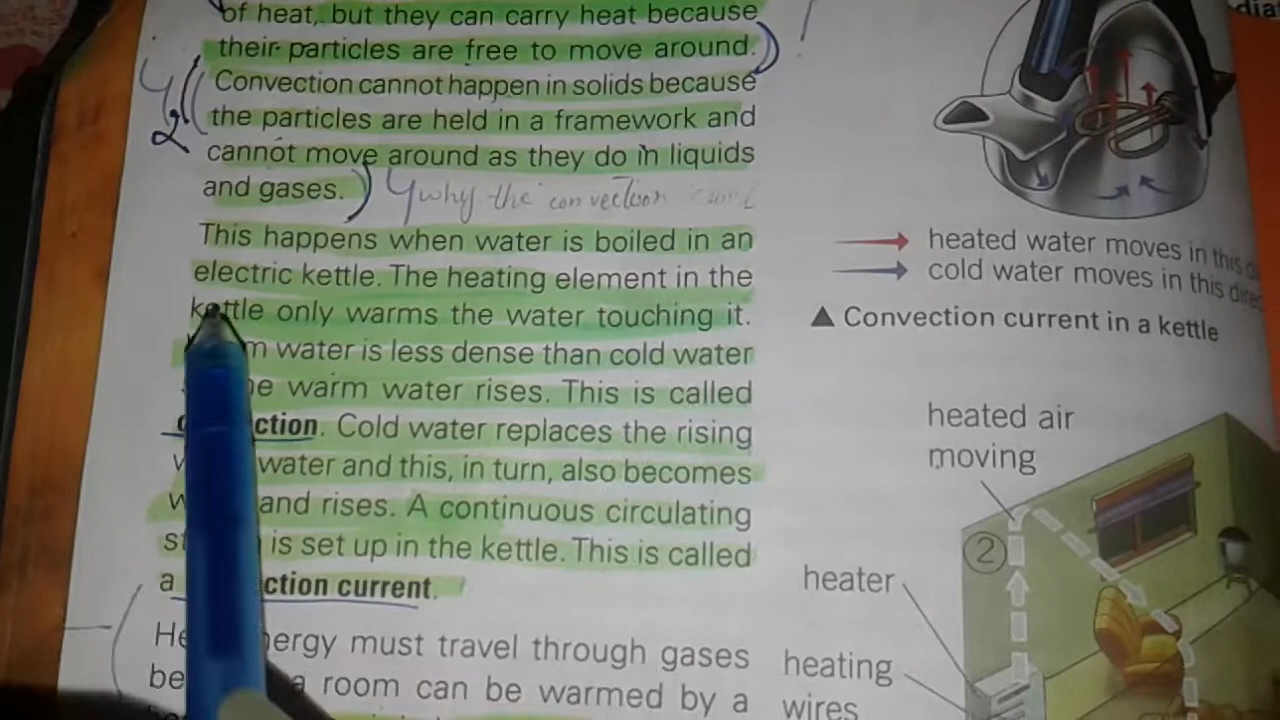 of heat, but they can carry heat because
their particles are free to move around.
Convection cannot happen in solids because
the particles are held in a framework and
cannot move around as they do in liquids
and gases.
why the convection
2
This happens when water is boiled in an
electric kettle. The heating element in the
kettle only warms the water touching it.
water is less dense than cold water
warm water rises. This is called
ction. Cold water replaces the rising
water and this, in turn, also becomes
and rises. A continuous circulating
is set up in the kettle. This is called
a ction current.
He ergy must travel through gases
be a room can be warmed by a
heated water moves in this
cold water moves in this dire
▲ Convection current in a kettle
heated air
moving
2
heater
heating
wires